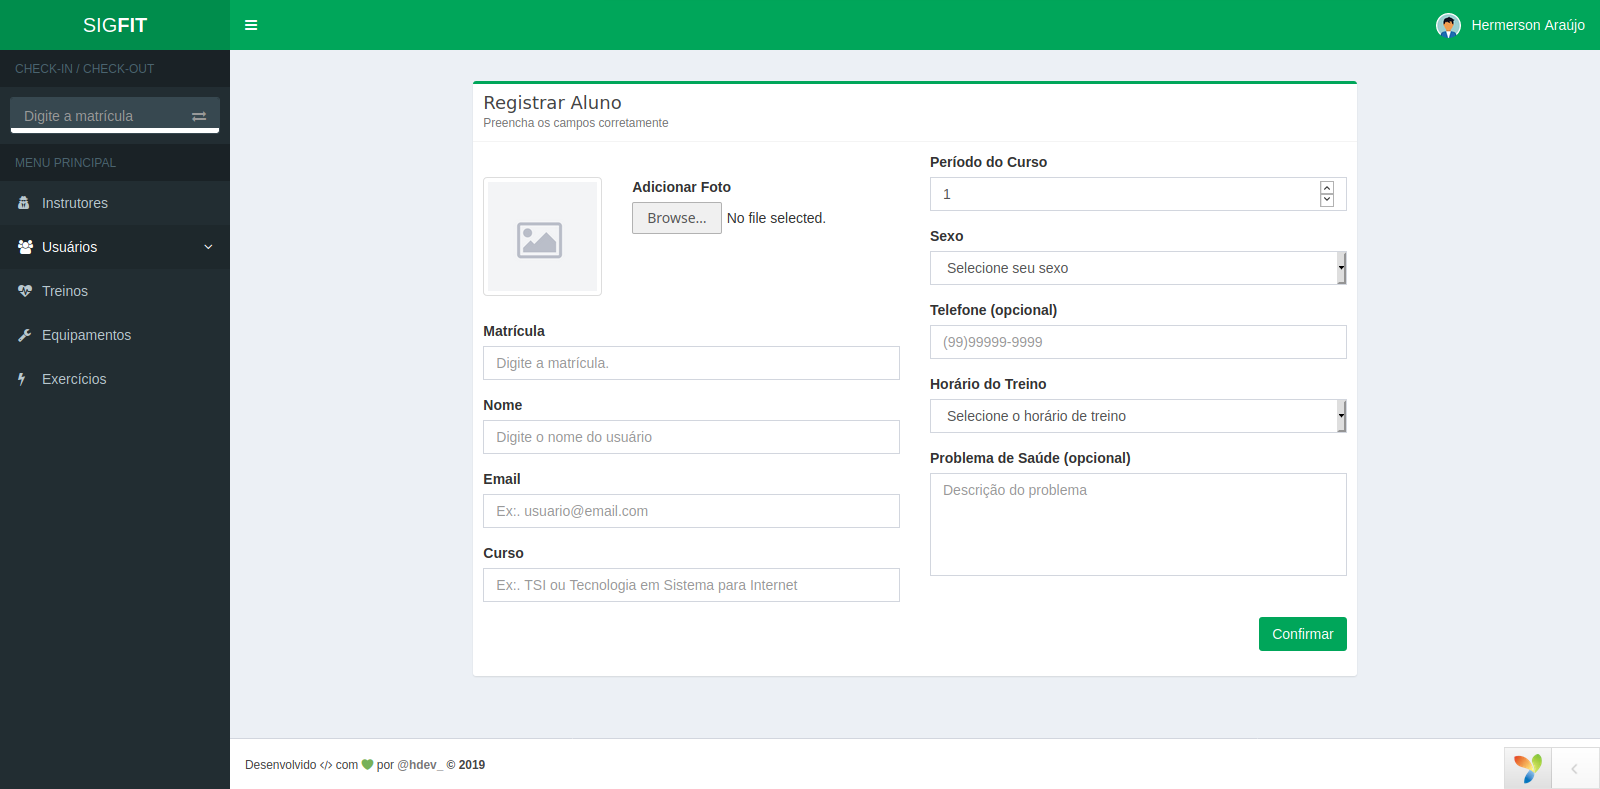 SIGFIT
Hermerson Araújo
CHECK-IN / CHECK-OUT
Digite a matrícula
MENU PRINCIPAL
Instrutores
Usuários
Treinos
Equipamentos
Exercícios
Registrar Aluno
Preencha os campos corretamente
Adicionar Foto
Browse... No file selected.
Matrícula
Digite a matrícula.
Nome
Digite o nome do usuário
Email
Ex:. usuario@email.com
Curso
Ex:. TSI ou Tecnologia em Sistema para Internet
Período do Curso
1
Sexo
Selecione seu sexo
Telefone (opcional)
(99)99999-9999
Horário do Treino
Selecione o horário de treino
Problema de Saúde (opcional)
Descrição do problema
Confirmar
Desenvolvido </> com por @hdev_ © 2019